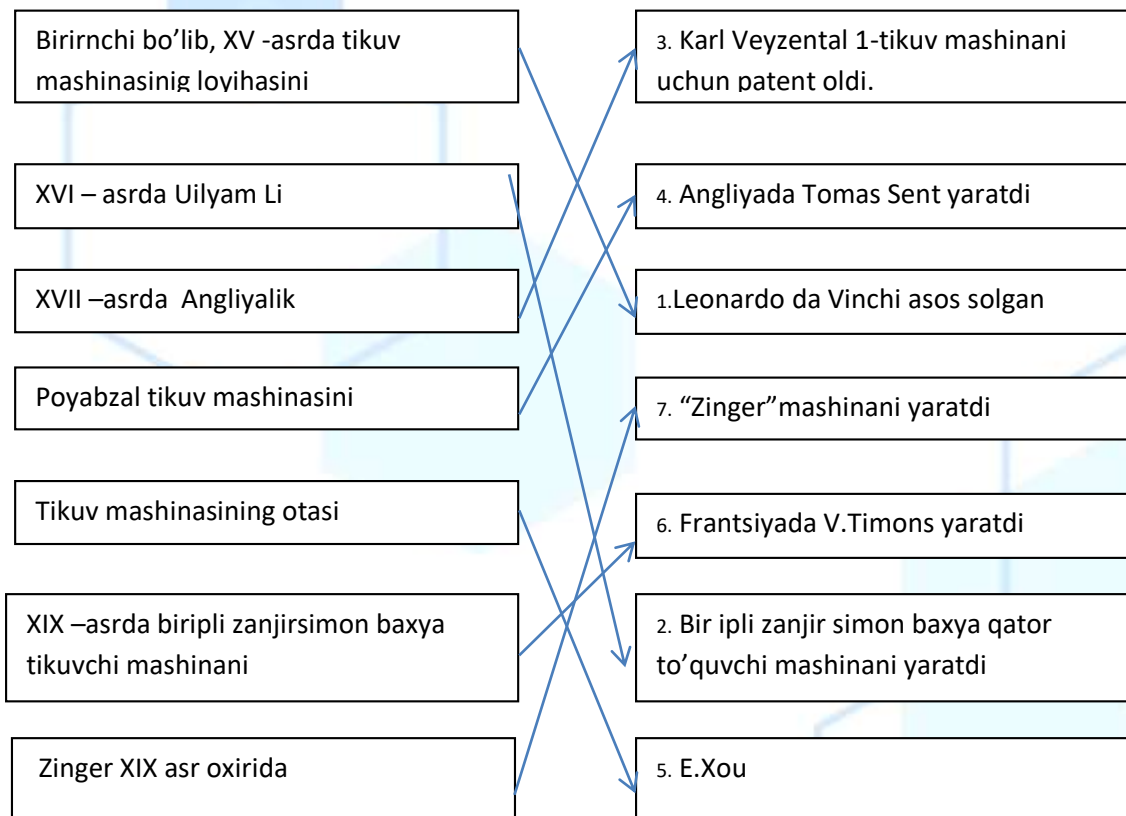 Birirnchi bo’lib, XV -asrda tikuv
mashinasinig loyihasini
XVI – asrda Uilyam Li
XVII –asrda Angliyalik
Poyabzal tikuv mashinasini
Tikuv mashinasining otasi
XIX –asrda biripli zanjirsimon baxya
tikuvchi mashinani
Zinger XIX asr oxirida
3. Karl Veyzental 1-tikuv mashinani
uchun patent oldi.
4. Angliyada Tomas Sent yaratdi
1.Leonardo da Vinchi asos solgan
7. “Zinger”mashinani yaratdi
6. Frantsiyada V.Timons yaratdi
2. Bir ipli zanjir simon baxya qator
to’quvchi mashinani yaratdi
5. E.Xou